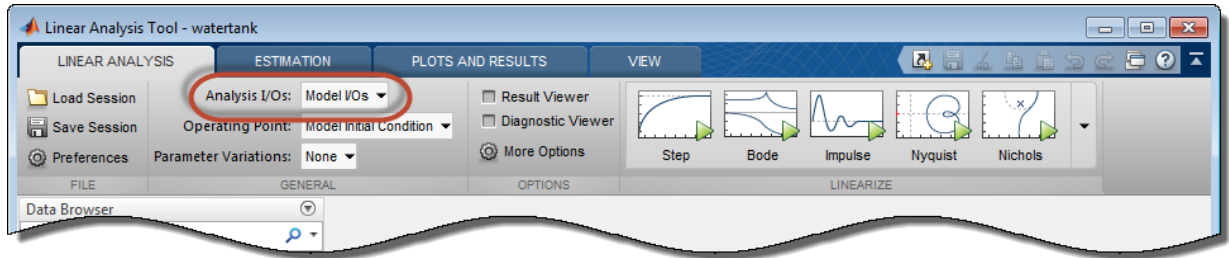 Linear Analysis Tool - watertank
LINEAR ANALYSIS ESTIMATION PLOTS AND RESULTS VIEW
Load Session
Save Session
Preferences
FILE
Analysis I/Os: Model I/Os
Operating Point: Model Initial Condition
Parameter Variations: None
GENERAL
Result Viewer
Diagnostic Viewer
More Options
OPTIONS
Step Bode Impulse Nyquist Nichols
LINEARIZE
Data Browser